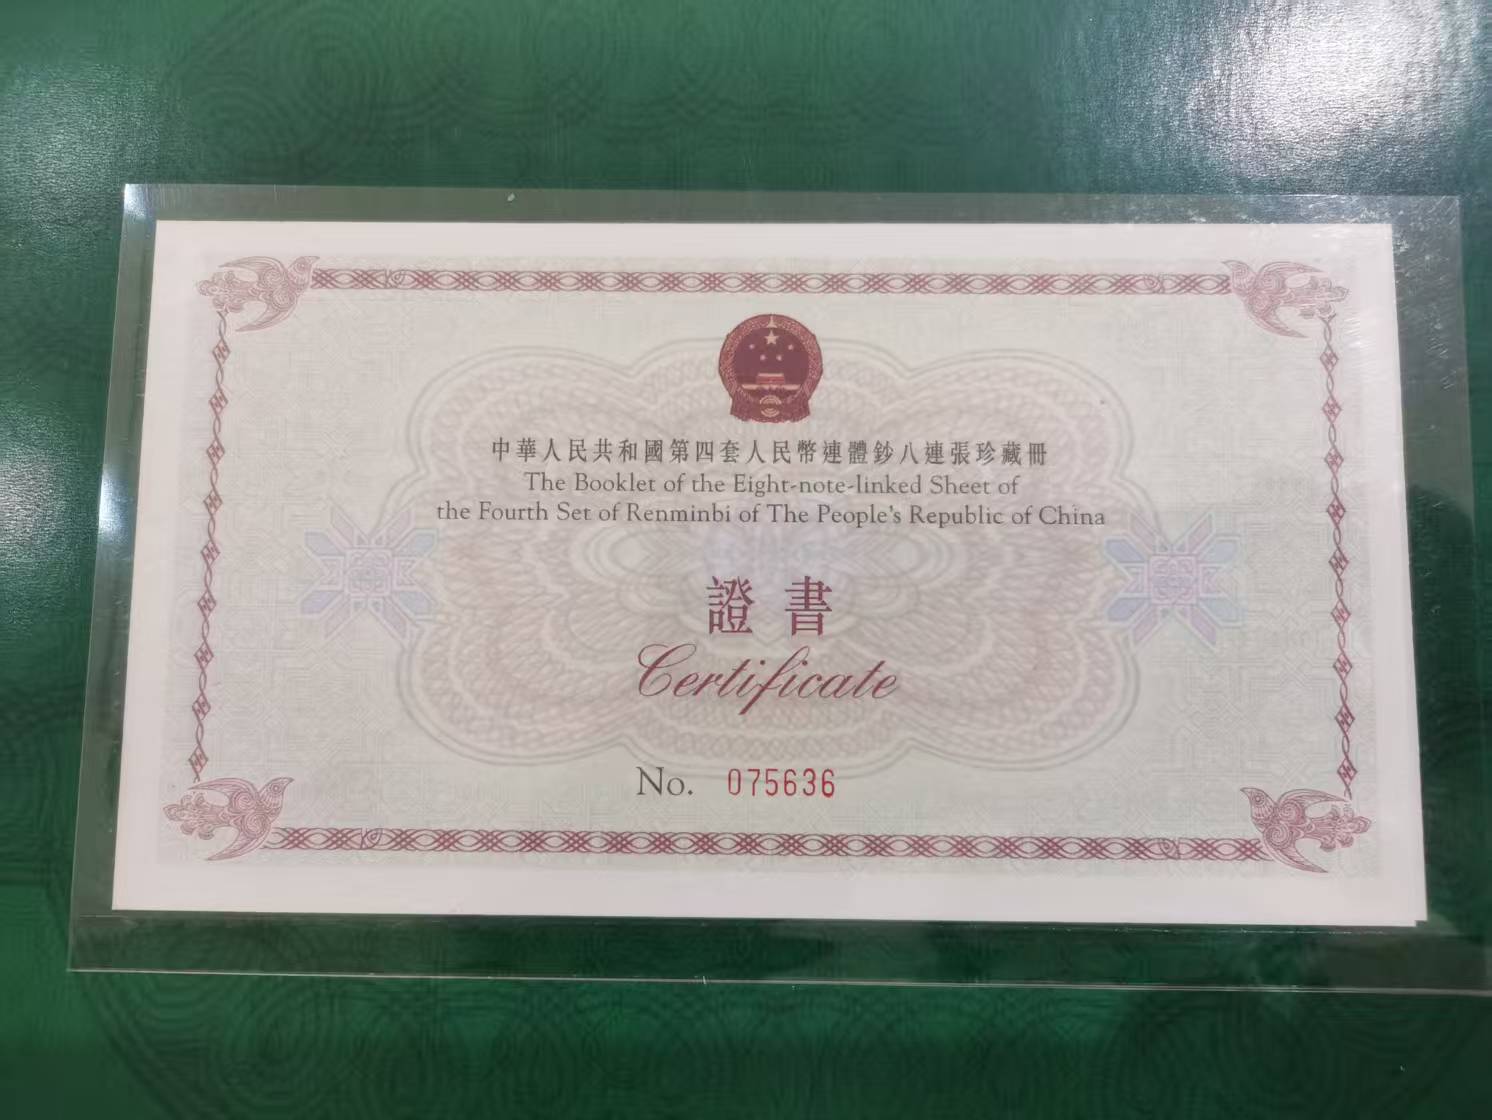 中華人民共和國第四套人民幣連體鈔八連張珍藏冊
The Booklet of the Eight-note-linked Sheet of
the Fourth Set of Renminbi of The People's Republic of China
證書
Certificate
No. 075636